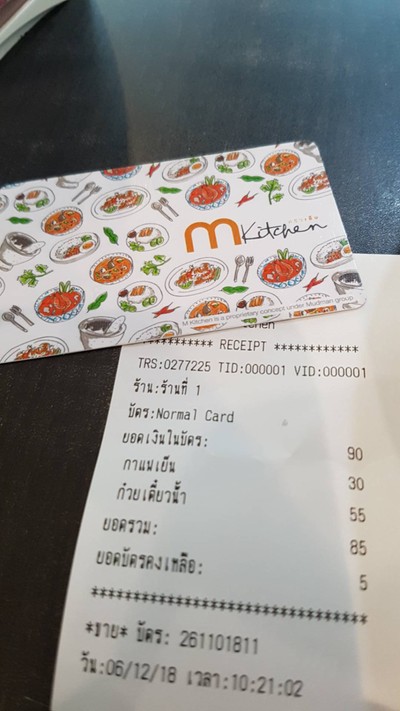 m Kitchen
M Kitchen is a proprietary concept under Mudman group
********** RECEIPT ***********
TRS:0277225 TID:000001 VID:000001
ร้าน:ร้านที่ 1
บัตร:Normal Card
ยอดเงินในบัตร: 90
กาแฟเย็น 30
ก๋วยเตี๋ยวน้ำ 55
ยอดรวม: 85
ยอดบัตรคงเหลือ: 5
******************************
*ขาย* บัตร: 261101811
วัน:06/12/18 เวลา:10:21:02